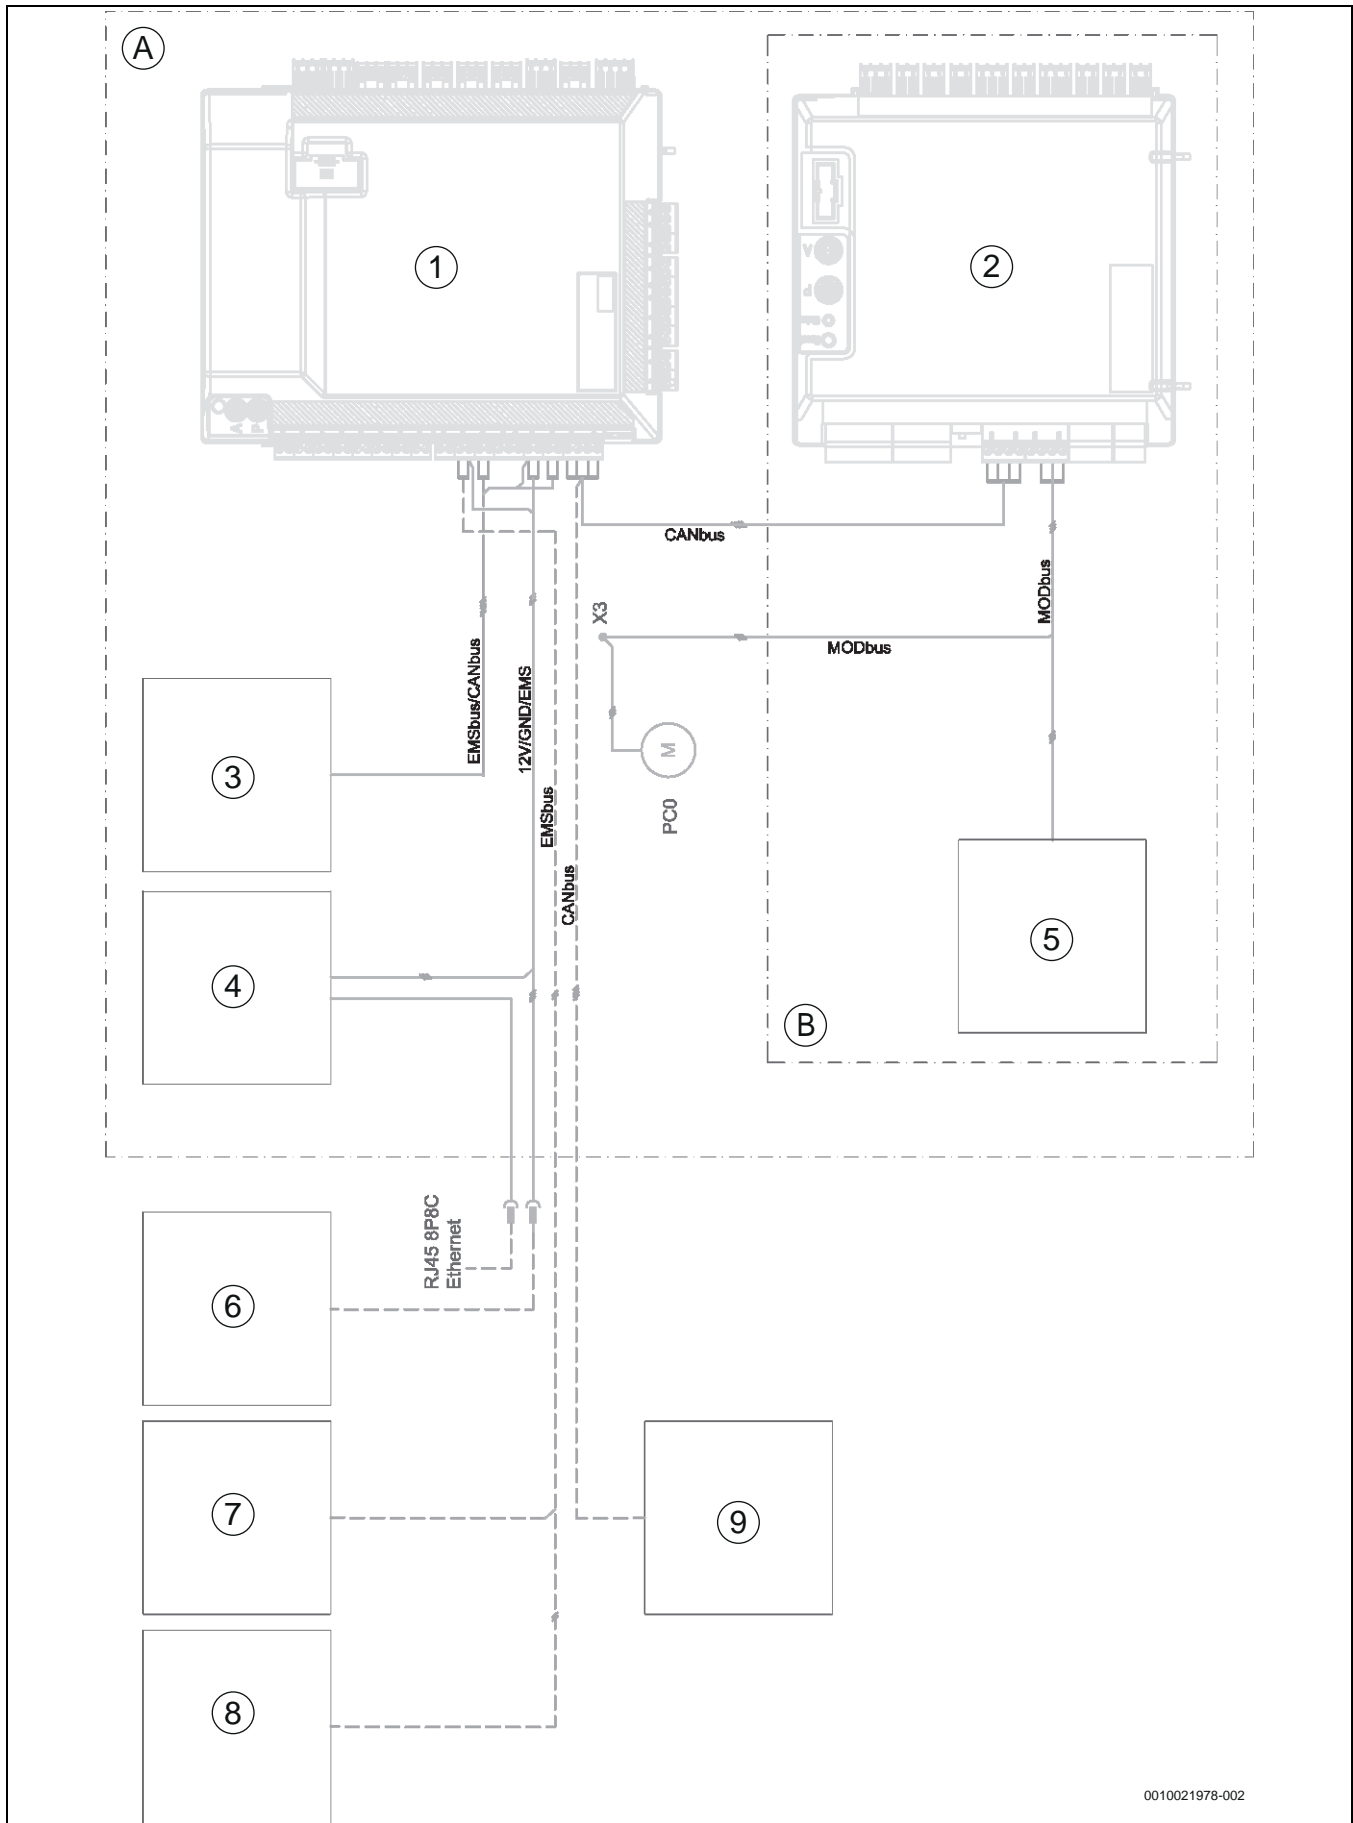 A
1
2
V
P
A
P
CANbus
MODbus
X3
MODbus
EMSbus/CANbus
12V/GND/EMS
M
PC0
3
EMSbus
CANbus
4
5
B
RJ45 8P8C
Ethernet
6
7
9
8
0010021978-002